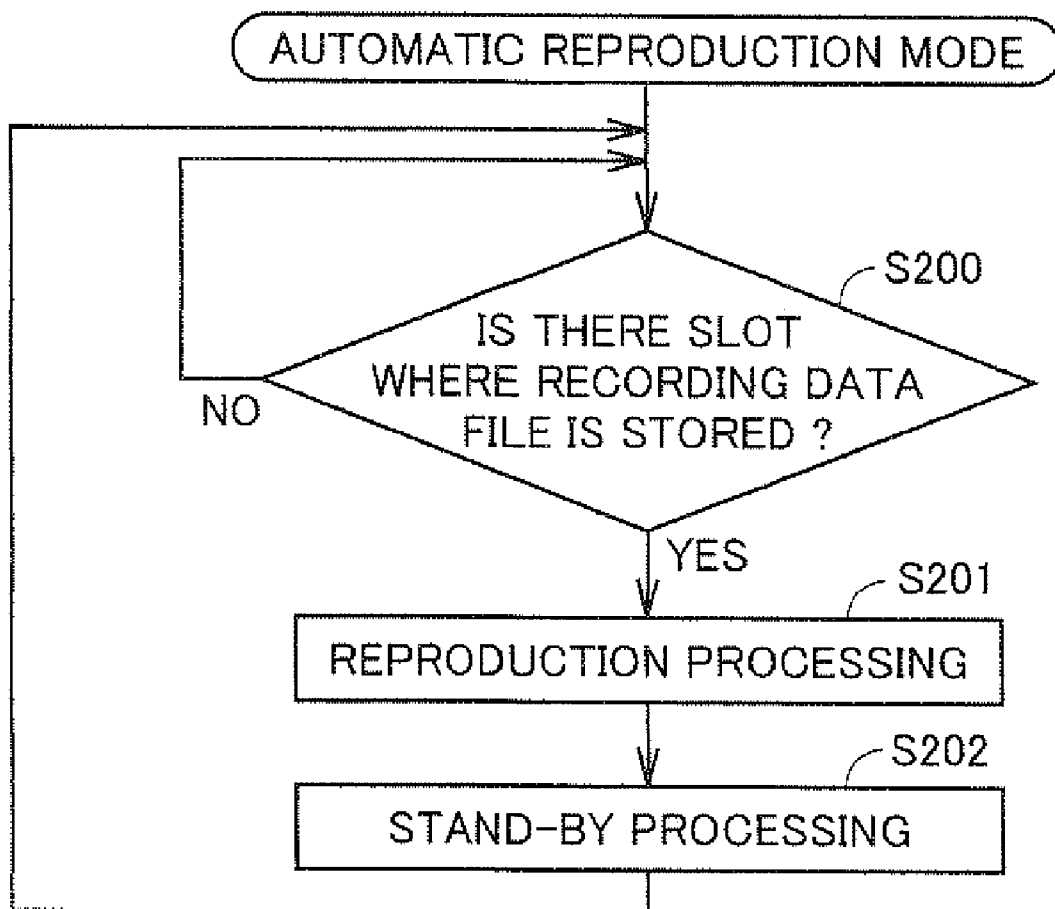 AUTOMATIC REPRODUCTION MODE
S200
IS THERE SLOT
WHERE RECORDING DATA
FILE IS STORED ?
NO
YES
S201
REPRODUCTION PROCESSING
S202
STAND-BY PROCESSING